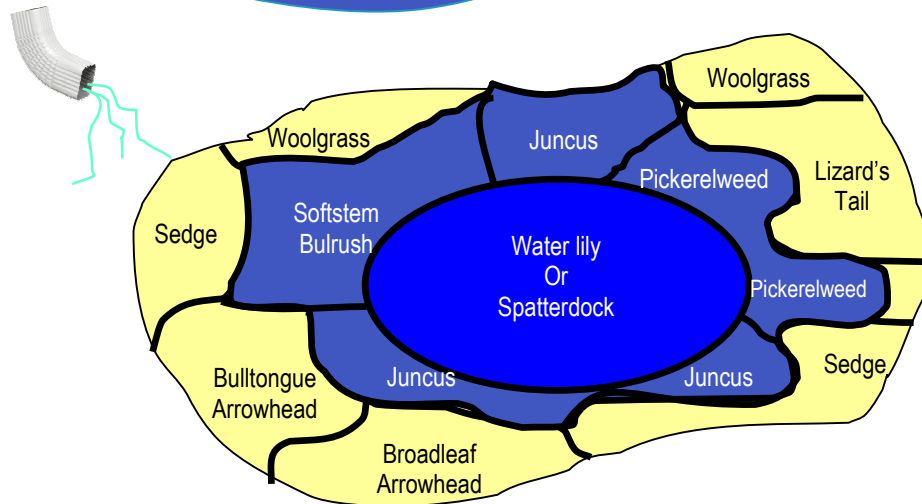 Woolgrass
Woolgrass
Juncus
Pickerelweed
Lizard's
Tail
Softstem
Bulrush
Sedge
Water lily
Or
Spatterdock
Pickerelweed
Bulltongue
Arrowhead
Juncus
Juncus
Sedge
Broadleaf
Arrowhead